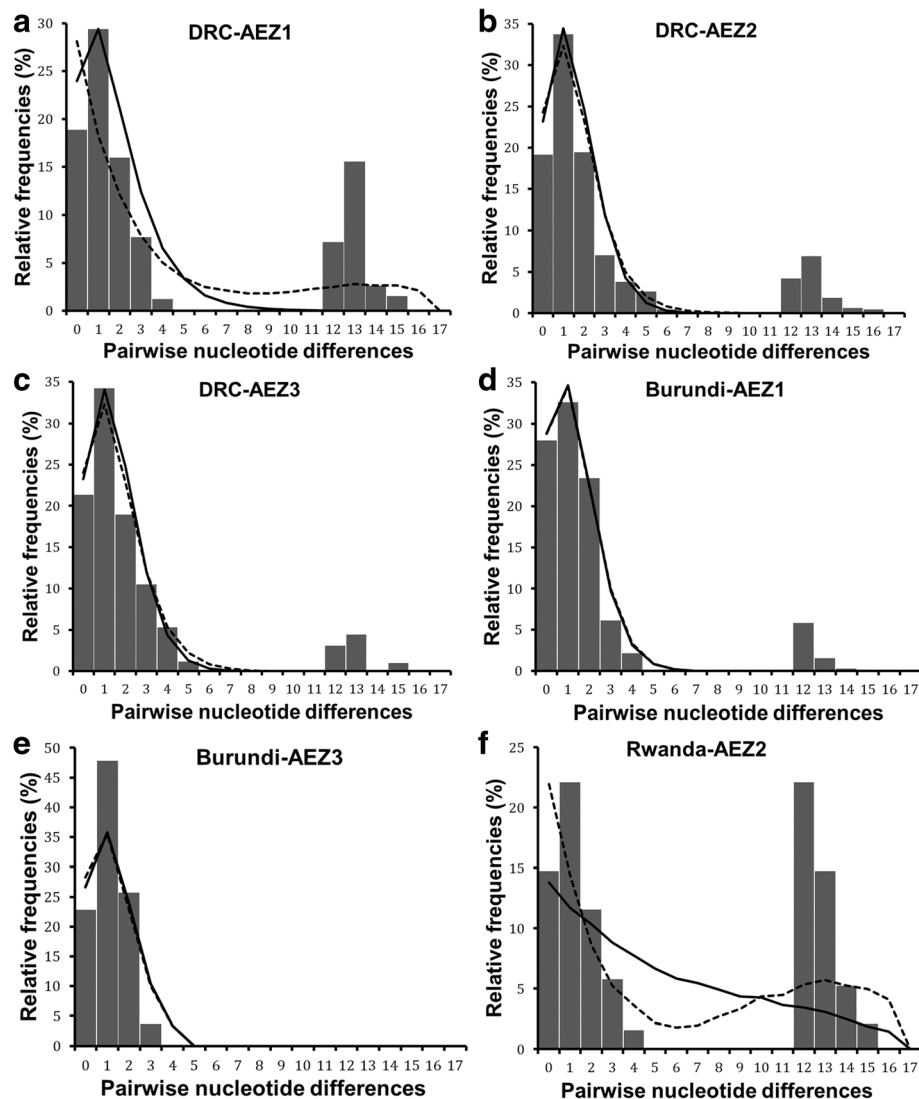 a
DRC-AEZ1
Relative frequencies (%)
30
25
20
15
10
5
0
0 1 2 3 4 5 6 7 8 9 10 11 12 13 14 15 16 17
Pairwise nucleotide differences
b
DRC-AEZ2
Relative frequencies (%)
35
30
25
20
15
10
5
0
0 1 2 3 4 5 6 7 8 9 10 11 12 13 14 15 16 17
Pairwise nucleotide differences
c
DRC-AEZ3
Relative frequencies (%)
35
30
25
20
15
10
5
0
0 1 2 3 4 5 6 7 8 9 10 11 12 13 14 15 16 17
Pairwise nucleotide differences
d
Burundi-AEZ1
Relative frequencies (%)
35
30
25
20
15
10
5
0
0 1 2 3 4 5 6 7 8 9 10 11 12 13 14 15 16 17
Pairwise nucleotide differences
e
Burundi-AEZ3
Relative frequencies (%)
50
45
40
35
30
25
20
15
10
5
0
0 1 2 3 4 5 6 7 8 9 10 11 12 13 14 15 16 17
Pairwise nucleotide differences
f
Rwanda-AEZ2
Relative frequencies (%)
25
20
15
10
5
0
0 1 2 3 4 5 6 7 8 9 10 11 12 13 14 15 16 17
Pairwise nucleotide differences